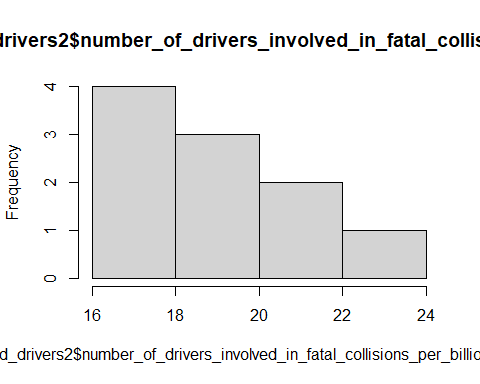 drivers2$number_of_drivers_involved_in_fatal_collis
Frequency
4
3
2
1
0
16 18 20 22 24
d_drivers2$number_of_drivers_involved_in_fatal_collisions_per_billio